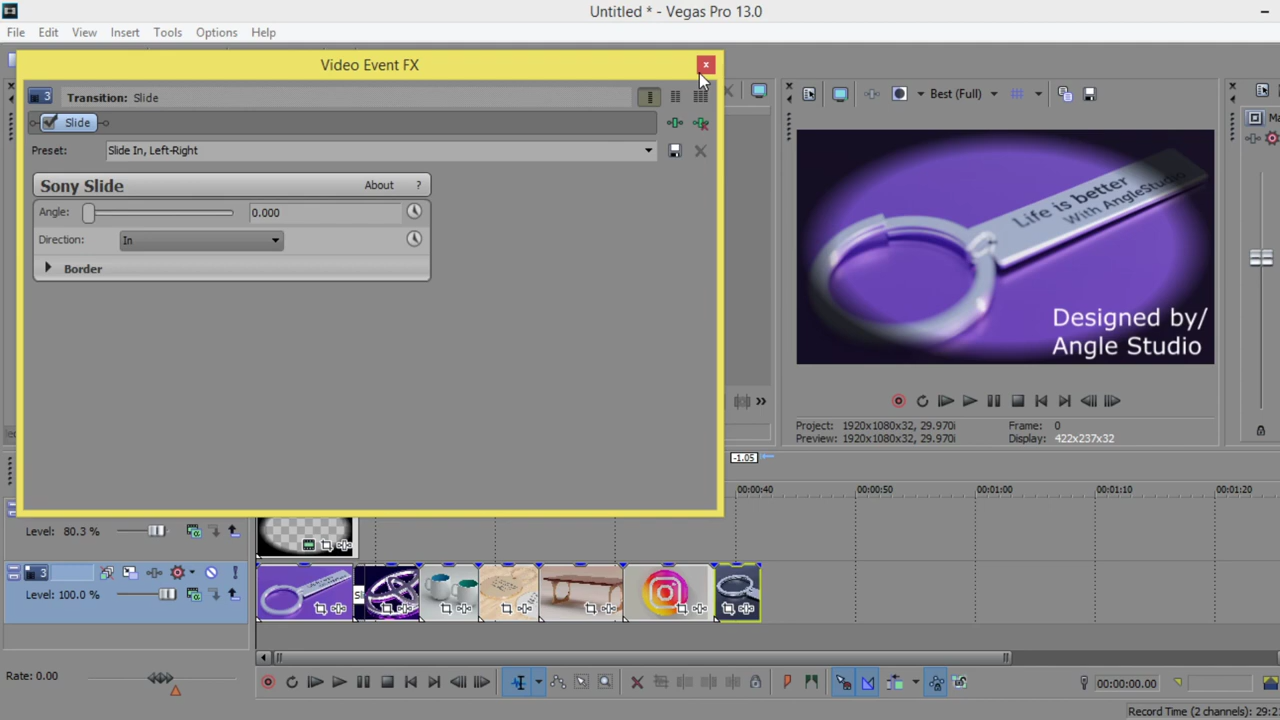 Untitled * - Vegas Pro 13.0
File Edit View Insert Tools Options Help
Video Event FX
x
3 Transition: Slide
Slide
Preset: Slide In, Left-Right
Sony Slide About ?
Angle: 0.000
Direction: In
Border
Best (Full)
Life is better
With AngleStudio
Designed by/
Angle Studio
Project: 1920x1080x32, 29.970i Frame: 0
Preview: 1920x1080x32, 29.970i Display: 422x237x32
-1.05
00:00:40 00:00:50 00:01:00 00:01:10 00:01:20
Level: 80.3 %
3
Level: 100.0 %
Rate: 0.00
00:00:00.00
Record Time (2 channels): 29:2